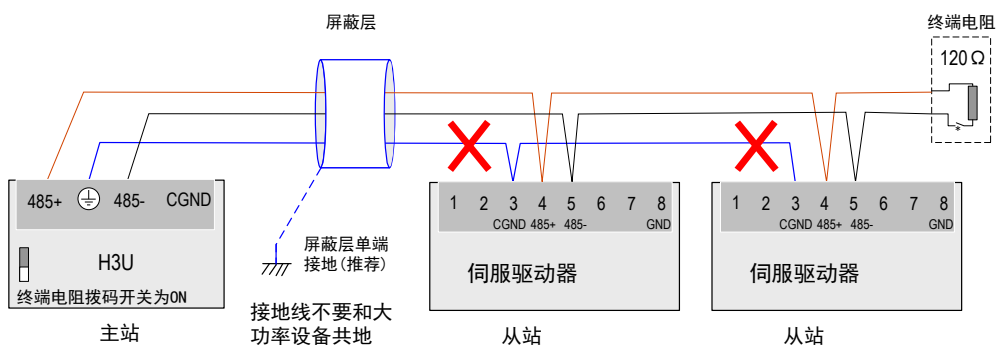 屏蔽层
终端电阻
120 Ω
*
485+ 485- CGND
H3U
终端电阻拨码开关为ON
主站
屏蔽层单端
接地(推荐)
接地线不要和大
功率设备共地
1 2 3 4 5 6 7 8
CGND 485+ 485- GND
伺服驱动器
从站
1 2 3 4 5 6 7 8
CGND 485+ 485- GND
伺服驱动器
从站